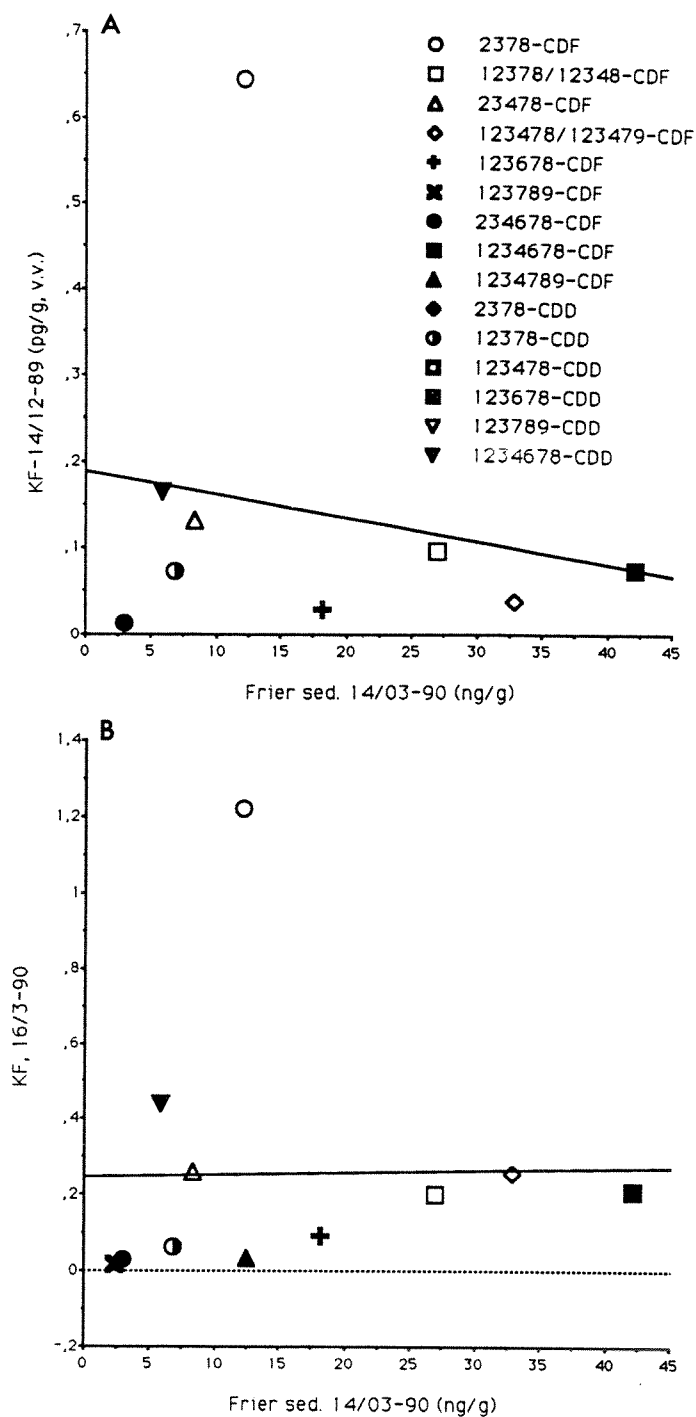 A
,7
,6
,5
,4
,3
,2
,1
0
KF-14/12-89 (pg/g, v.v.)
2378-CDF
12378/12348-CDF
23478-CDF
123478/123479-CDF
123678-CDF
123789-CDF
234678-CDF
1234678-CDF
1234789-CDF
2378-CDD
12378-CDD
123478-CDD
123678-CDD
123789-CDD
1234678-CDD
0 5 10 15 20 25 30 35 40 45
Frier sed. 14/03-90 (ng/g)
B
1,4
1,2
1
,8
,6
,4
,2
0
-,2
KF, 16/3-90
0 5 10 15 20 25 30 35 40 45
Frier sed. 14/03-90 (ng/g)